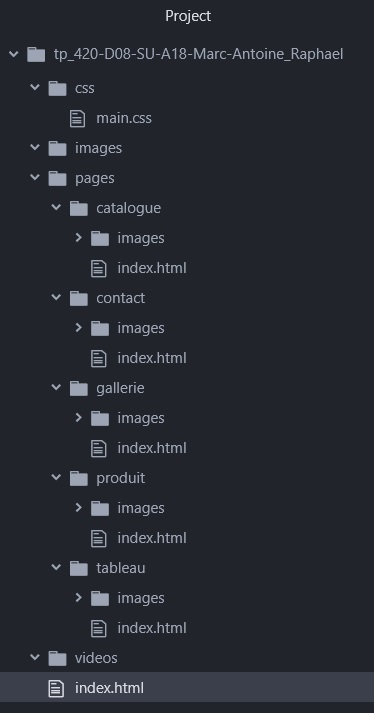 Project
tp_420-D08-SU-A18-Marc-Antoine_Raphael
css
main.css
images
pages
catalogue
images
index.html
contact
images
index.html
gallerie
images
index.html
produit
images
index.html
tableau
images
index.html
videos
index.html